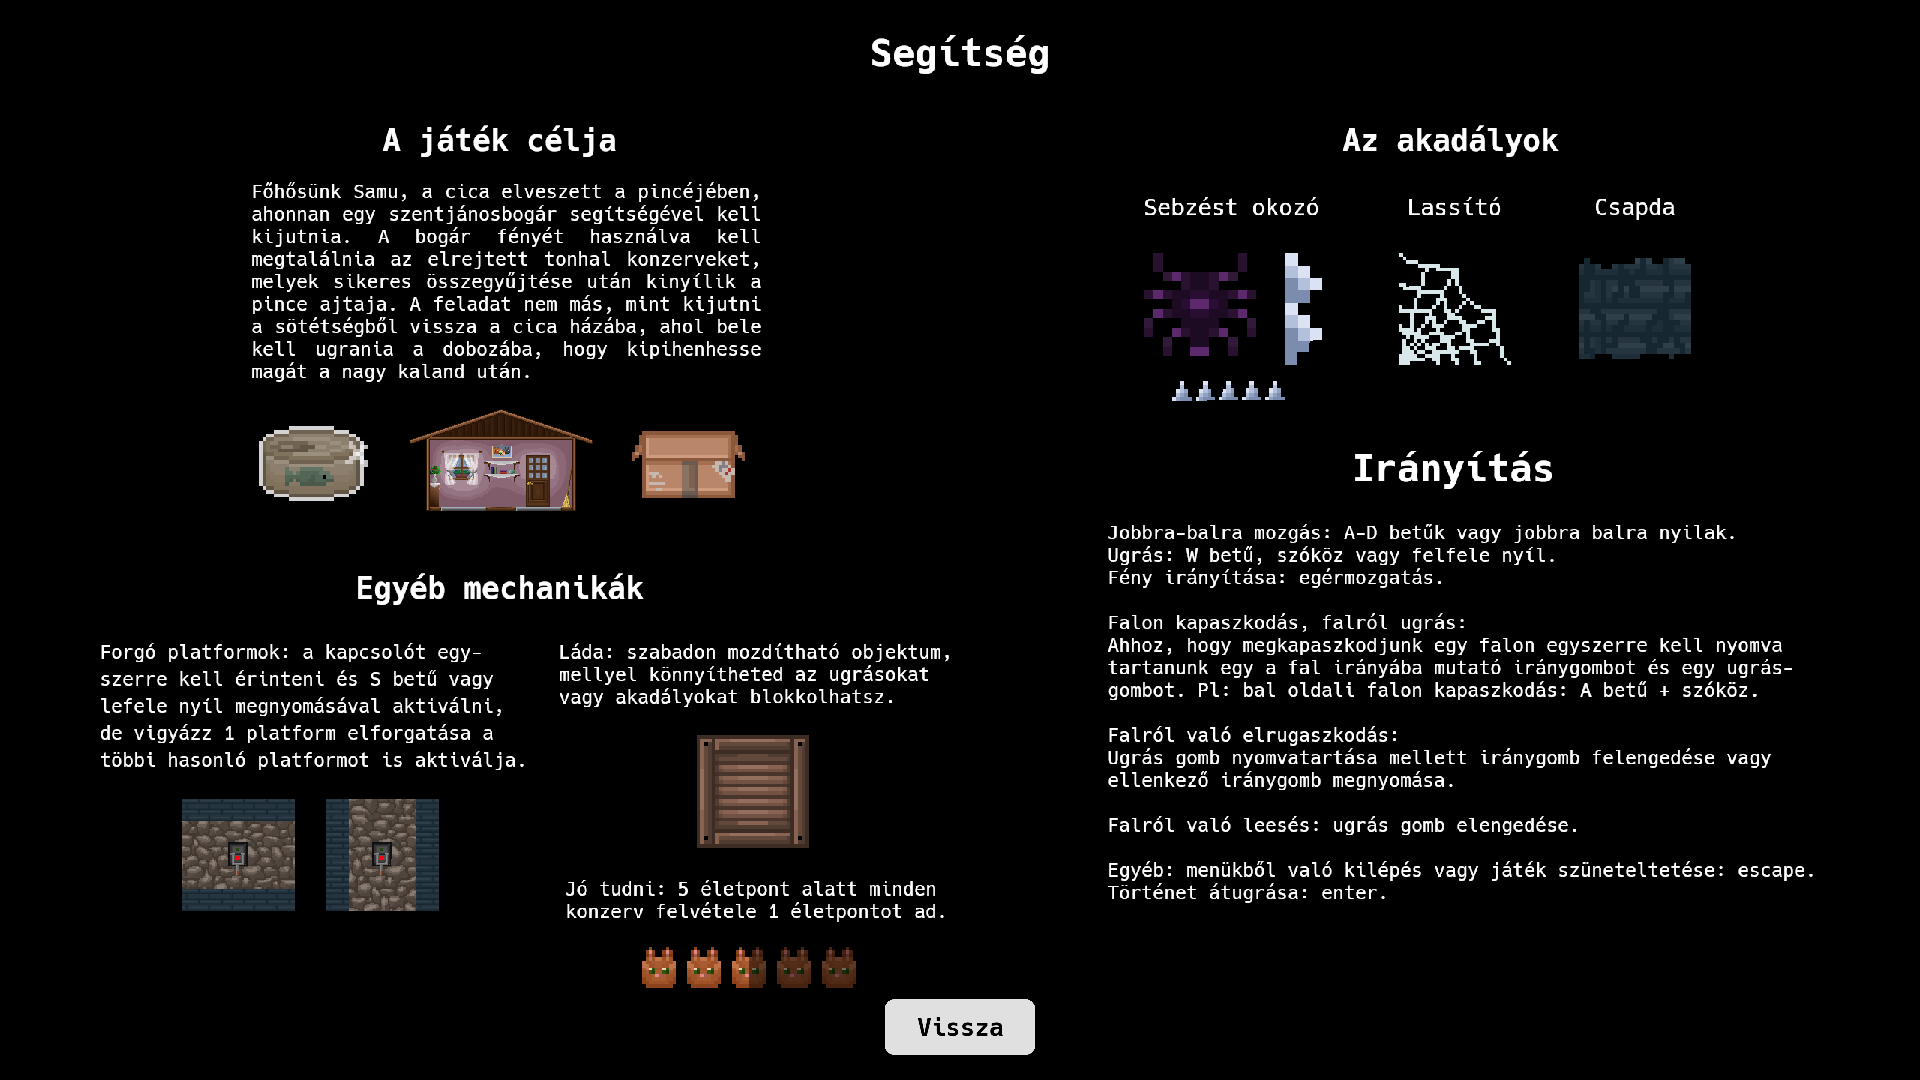 Segítség
A játék célja
Főhősünk Samu, a cica elveszett a pincéjében,
ahonnan egy szentjánosbogár segítségével kell
kijutnia. A bogár fényét használva kell
megtalálnia az elrejtett tonhal konzerveket,
melyek sikeres összegyűjtése után kinyílik a
pince ajtaja. A feladat nem más, mint kijutni
a sötétségből vissza a cica házába, ahol bele
kell ugrania a dobozába, hogy kipihenhesse
magát a nagy kaland után.
Egyéb mechanikák
Forgó platformok: a kapcsolót egy-
szerre kell érinteni és S betű vagy
lefele nyíl megnyomásával aktiválni,
de vigyázz 1 platform elforgatása a
többi hasonló platformot is aktiválja.
Láda: szabadon mozdítható objektum,
mellyel könnyítheted az ugrásokat
vagy akadályokat blokkolhatsz.
Jó tudni: 5 életpont alatt minden
konzerv felvétele 1 életpontot ad.
Az akadályok
Sebzést okozó
Lassító
Csapda
Irányítás
Jobbra-balra mozgás: A-D betűk vagy jobbra balra nyilak.
Ugrás: W betű, szóköz vagy felfele nyíl.
Fény irányítása: egérmozgatás.
Falon kapaszkodás, falról ugrás:
Ahhoz, hogy megkapaszkodjunk egy falon egyszerre kell nyomva
tartanunk egy a fal irányába mutató iránygombot és egy ugrás-
gombot. Pl: bal oldali falon kapaszkodás: A betű + szóköz.
Falról való elrugaszkodás:
Ugrás gomb nyomvatartása mellett iránygomb felengedése vagy
ellenkező iránygomb megnyomása.
Falról való leesés: ugrás gomb elengedése.
Egyéb: menükből való kilépés vagy játék szüneteltetése: escape.
Történet átugrása: enter.
Vissza